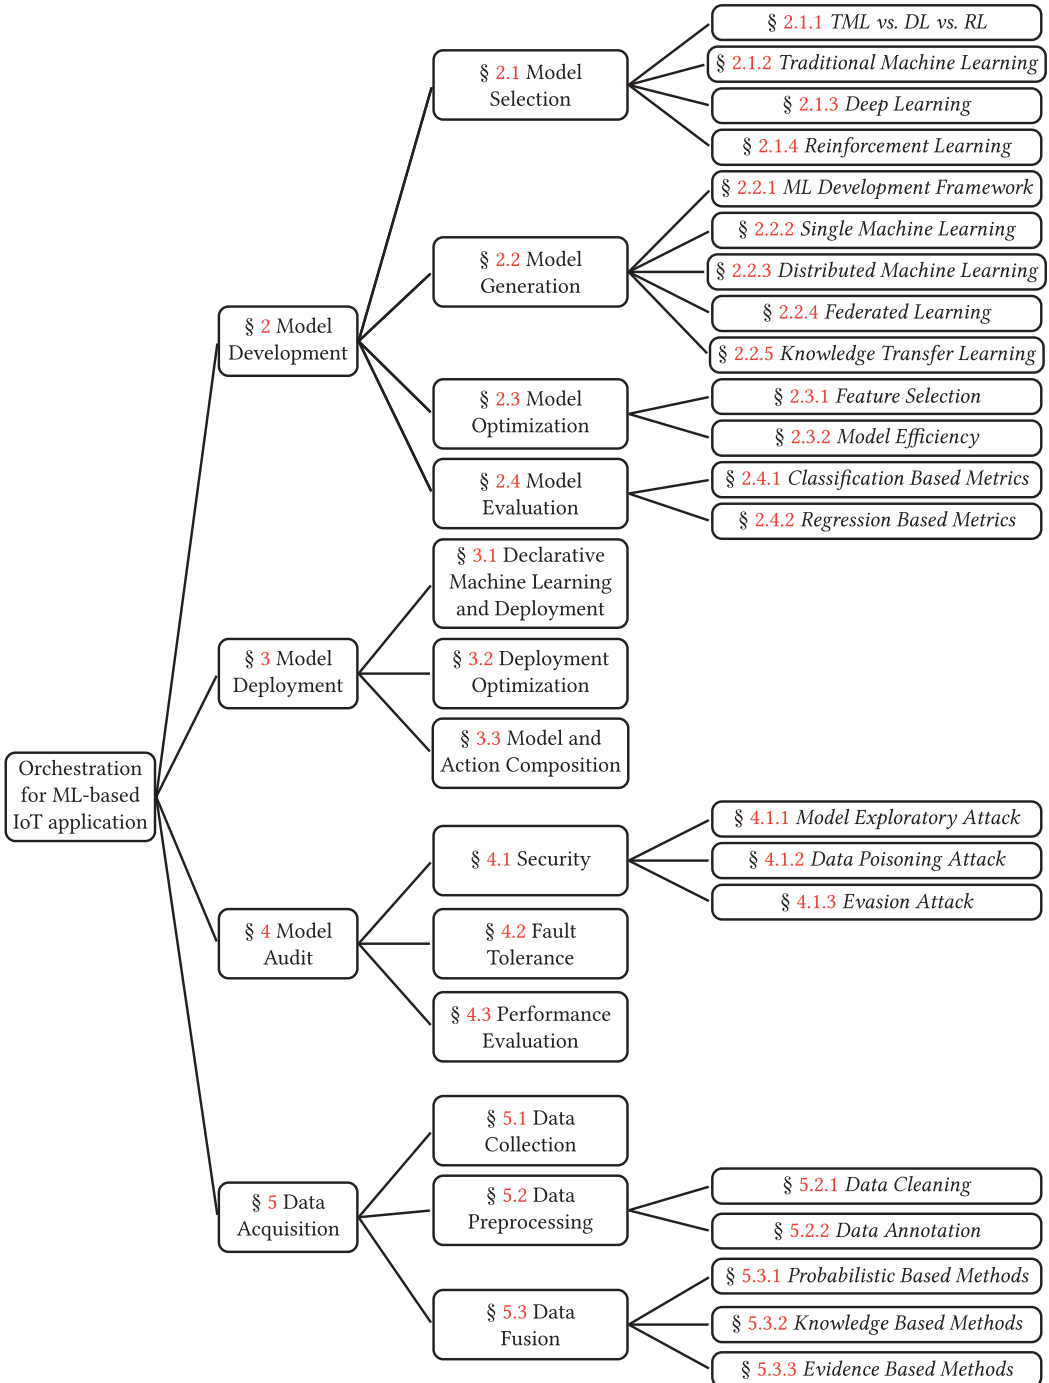 Orchestration
for ML-based
IoT application
§ 2 Model
Development
§ 2.1 Model
Selection
§ 2.1.1 TML vs. DL vs. RL
§ 2.1.2 Traditional Machine Learning
§ 2.1.3 Deep Learning
§ 2.1.4 Reinforcement Learning
§ 2.2 Model
Generation
§ 2.2.1 ML Development Framework
§ 2.2.2 Single Machine Learning
§ 2.2.3 Distributed Machine Learning
§ 2.2.4 Federated Learning
§ 2.2.5 Knowledge Transfer Learning
§ 2.3 Model
Optimization
§ 2.3.1 Feature Selection
§ 2.3.2 Model Efficiency
§ 2.4 Model
Evaluation
§ 2.4.1 Classification Based Metrics
§ 2.4.2 Regression Based Metrics
§ 3 Model
Deployment
§ 3.1 Declarative
Machine Learning
and Deployment
§ 3.2 Deployment
Optimization
§ 3.3 Model and
Action Composition
§ 4 Model
Audit
§ 4.1 Security
§ 4.1.1 Model Exploratory Attack
§ 4.1.2 Data Poisoning Attack
§ 4.1.3 Evasion Attack
§ 4.2 Fault
Tolerance
§ 4.3 Performance
Evaluation
§ 5 Data
Acquisition
§ 5.1 Data
Collection
§ 5.2 Data
Preprocessing
§ 5.2.1 Data Cleaning
§ 5.2.2 Data Annotation
§ 5.3 Data
Fusion
§ 5.3.1 Probabilistic Based Methods
§ 5.3.2 Knowledge Based Methods
§ 5.3.3 Evidence Based Methods